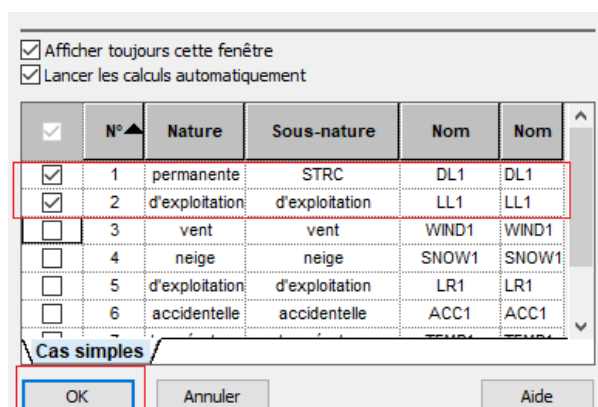 Afficher toujours cette fenêtre
Lancer les calculs automatiquement
N° Nature Sous-nature Nom Nom
1 permanente STRC DL1 DL1
2 d'exploitation d'exploitation LL1 LL1
3 vent vent WIND1 WIND1
4 neige neige SNOW1 SNOW1
5 d'exploitation d'exploitation LR1 LR1
6 accidentelle accidentelle ACC1 ACC1
Cas simples
OK Annuler Aide